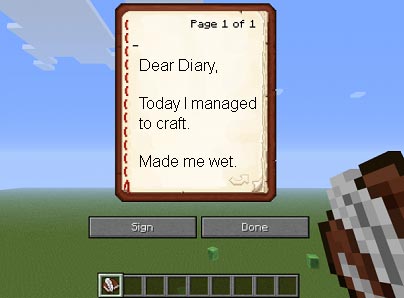 Page 1 of 1
Dear Diary,
Today I managed
to craft.
Made me wet.
Sign
Done